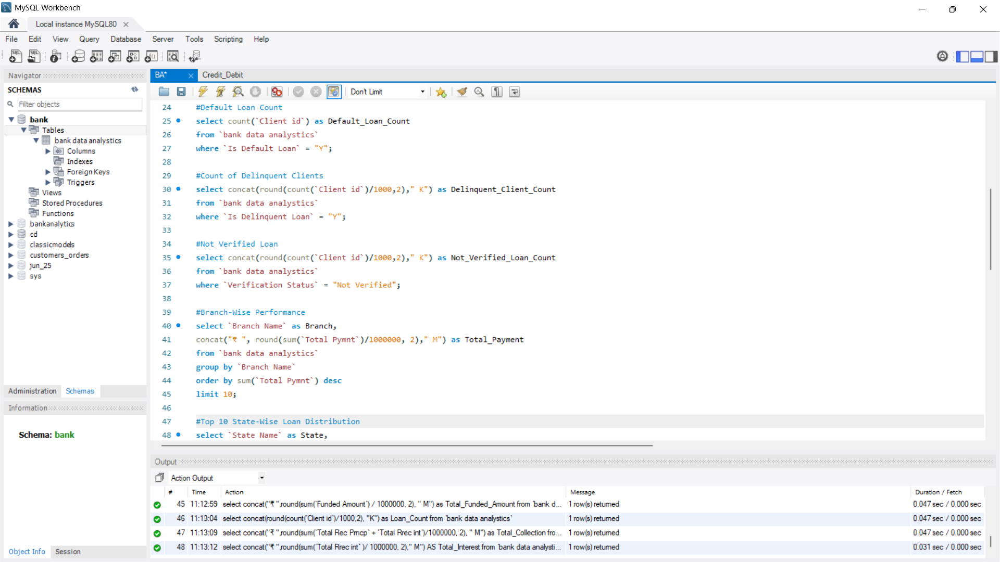 MySQL Workbench
Local instance MySQL80
File Edit View Query Database Server Tools Scripting Help
Navigator
SCHEMAS
Filter objects
bank
Tables
bank data analystics
Columns
Indexes
Foreign Keys
Triggers
Views
Stored Procedures
Functions
bankanalytics
cd
classicmodels
customers_orders
jun_25
sys
Administration Schemas
Information
Schema: bank
Object Info Session
BA* Credit_Debit
Don't Limit
24 #Default Loan Count
25 select count(`Client id`) as Default_Loan_Count
26 from `bank data analystics`
27 where `Is Default Loan` = "Y";
28
29 #Count of Delinquent Clients
30 select concat(round(count(`Client id`)/1000,2)," K") as Delinquent_Client_Count
31 from `bank data analystics`
32 where `Is Delinquent Loan` = "Y";
33
34 #Not Verified Loan
35 select concat(round(count(`Client id`)/1000,2)," K") as Not_Verified_Loan_Count
36 from `bank data analystics`
37 where `Verification Status` = "Not Verified";
38
39 #Branch-Wise Performance
40 select `Branch Name` as Branch,
41 concat("₹ ", round(sum(`Total Pymnt`)/1000000, 2)," M") as Total_Payment
42 from `bank data analystics`
43 group by `Branch Name`
44 order by sum(`Total Pymnt`) desc
45 limit 10;
46
47 #Top 10 State-Wise Loan Distribution
48 select `State Name` as State,
Output
Action Output
# Time Action Message Duration / Fetch
45 11:12:59 select concat("₹ ",round(sum(`Funded Amount`) / 1000000, 2), " M") as Total_Funded_Amount from `bank d... 1 row(s) returned 0.047 sec / 0.000 sec
46 11:13:04 select concat(round(count(`Client id`)/1000,2), "K") as Loan_Count from `bank data analystics` 1 row(s) returned 0.047 sec / 0.000 sec
47 11:13:09 select concat("₹ ",round(sum(`Total Rec Prncp` + `Total Rrec int`)/1000000, 2), " M") as Total_Collection fro... 1 row(s) returned 0.047 sec / 0.000 sec
48 11:13:12 select concat("₹ ",round(sum(`Total Rrec int` )/ 1000000, 2)," M") AS Total_Interest from `bank data analysti... 1 row(s) returned 0.031 sec / 0.000 sec